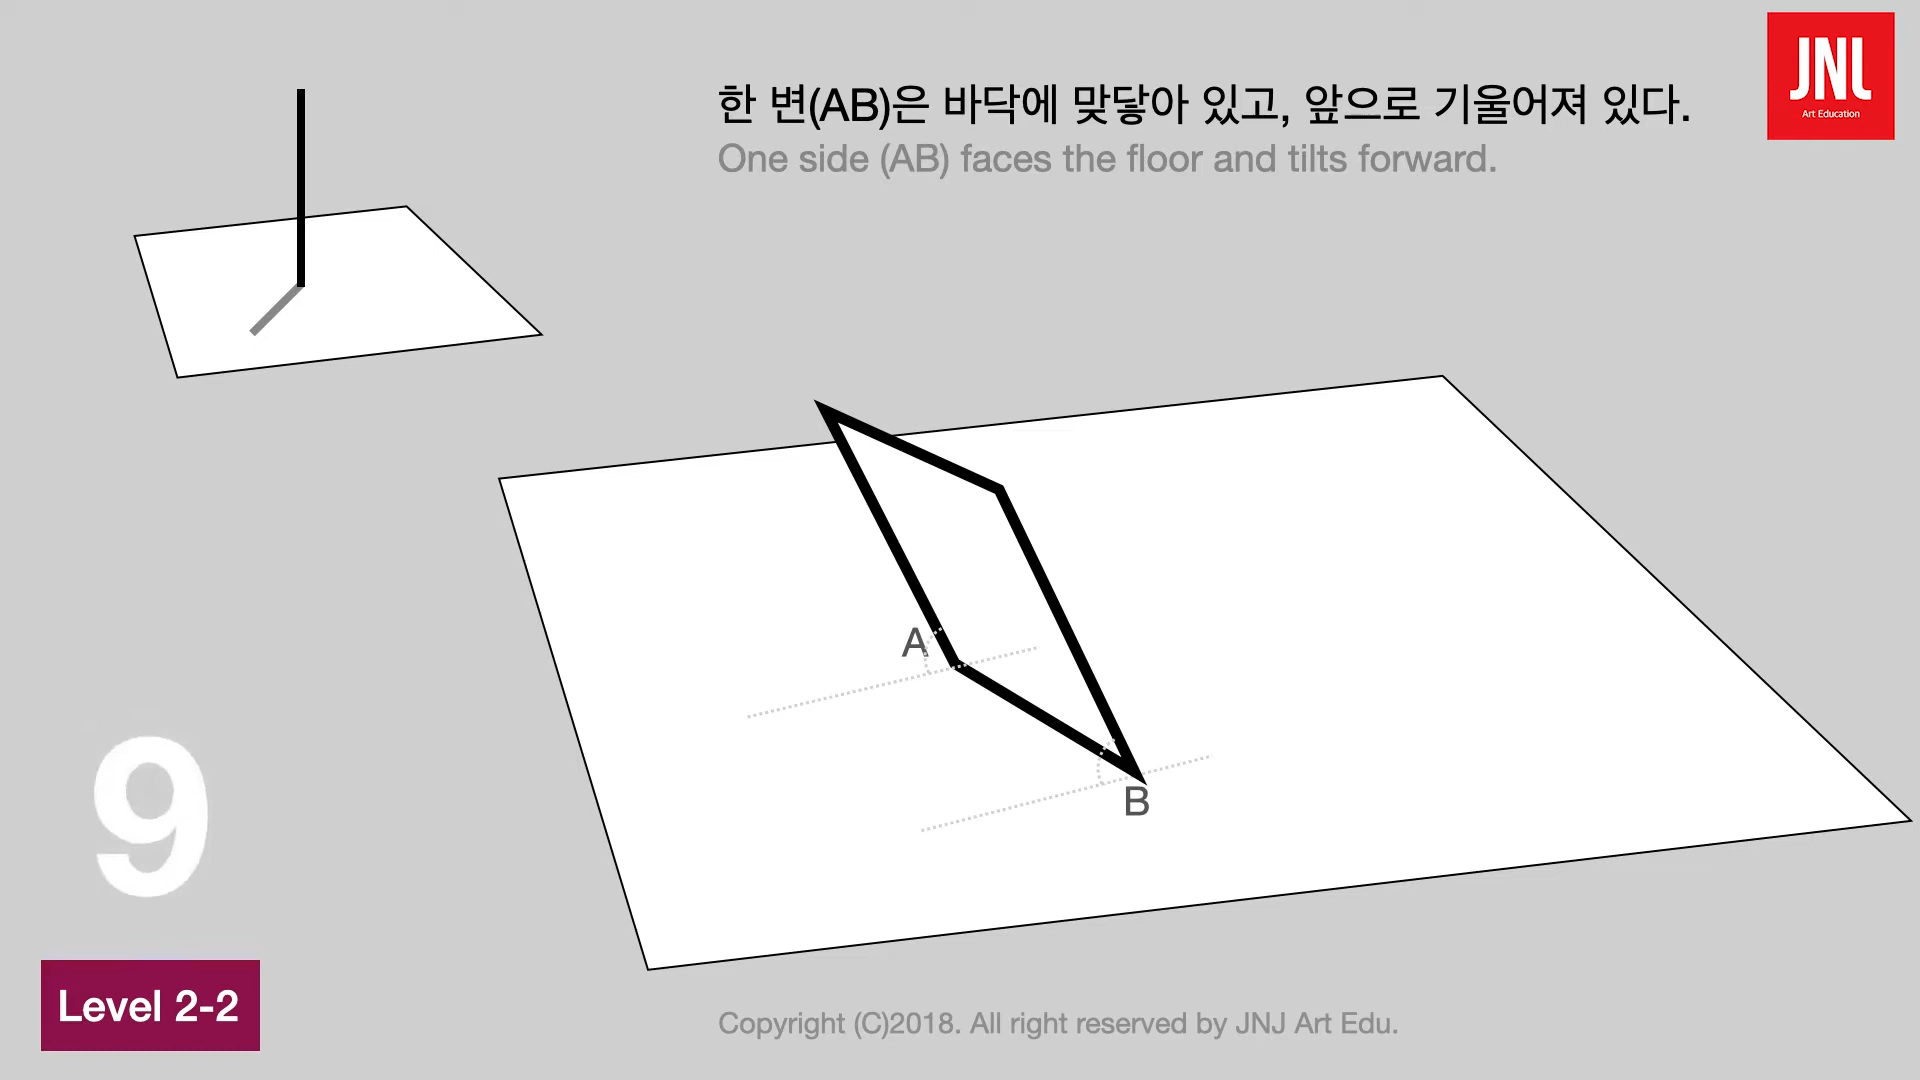 JNL
Art Education
한 변(AB)은 바닥에 맞닿아 있고, 앞으로 기울어져 있다.
One side (AB) faces the floor and tilts forward.
A
B
9
Level 2-2
Copyright (C)2018. All right reserved by JNJ Art Edu.